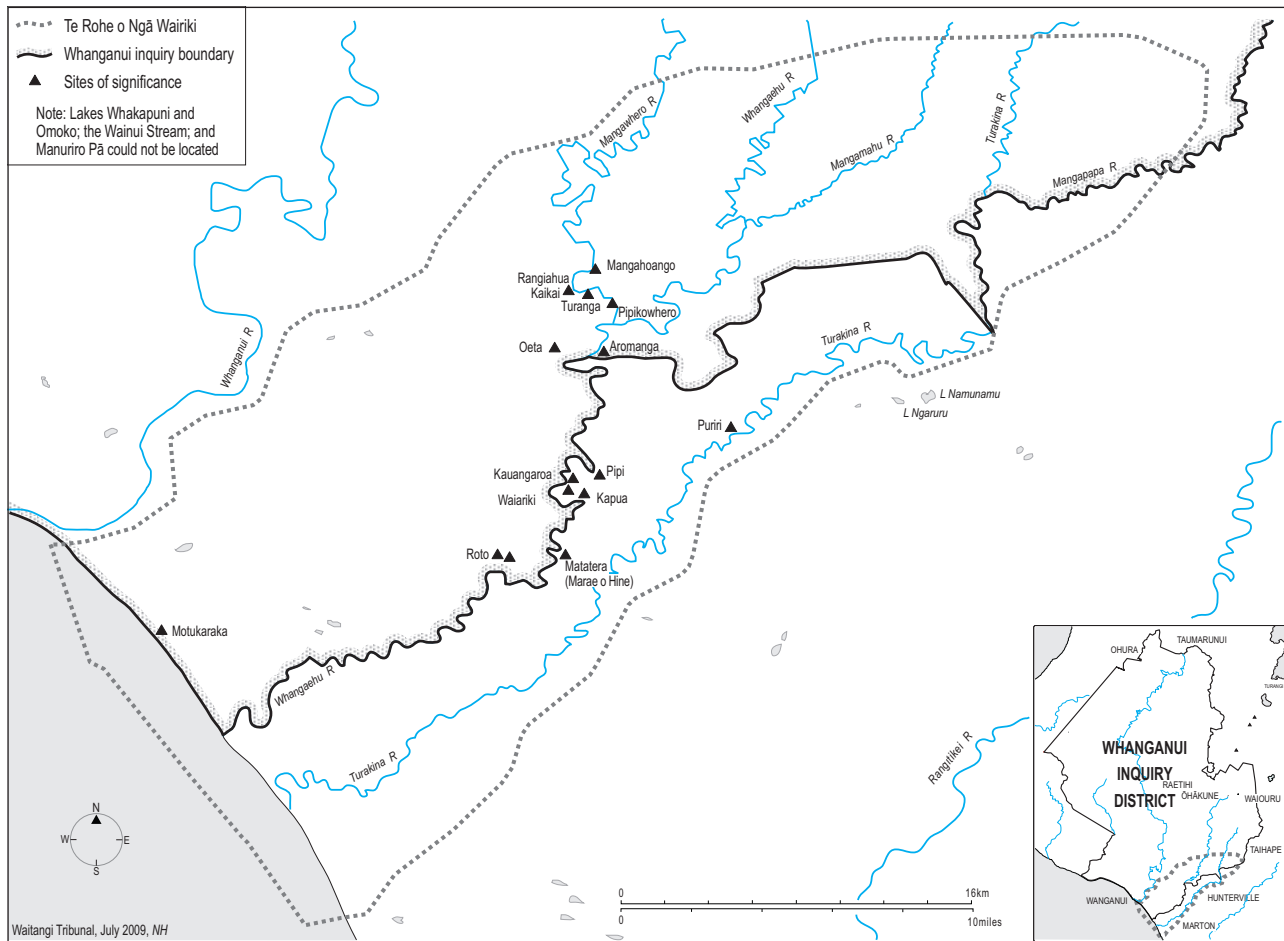 Te Rohe o Ngā Wairiki
Whanganui inquiry boundary
Sites of significance
Note: Lakes Whakapuni and
Omoko; the Wainui Stream; and
Manuriro Pā could not be located
Mangawhero R
Whangaehu R
Mangamahu R
Turakina R
Mangapapa R
Whanganui R
Mangahoango
Rangiahua
Kaikai
Turanga
Pipikowhero
Oeta
Aromanga
Turakina R
L Namunamu
L Ngaruru
Puriri
Kauangaroa
Pipi
Waiariki
Kapua
Roto
Matatera
(Marae o Hine)
Motukaraka
Whangaehu R
Turakina R
Rangitikei R
N
W
E
S
0
16km
0
10miles
Waitangi Tribunal, July 2009, NH
OHURA
TAUMARUNUI
TURANGI
WHANGANUI
INQUIRY
DISTRICT
RAETIHI
ŌHĀKUNE
WAIOURU
TAIHAPE
WANGANUI
HUNTERVILLE
MARTON